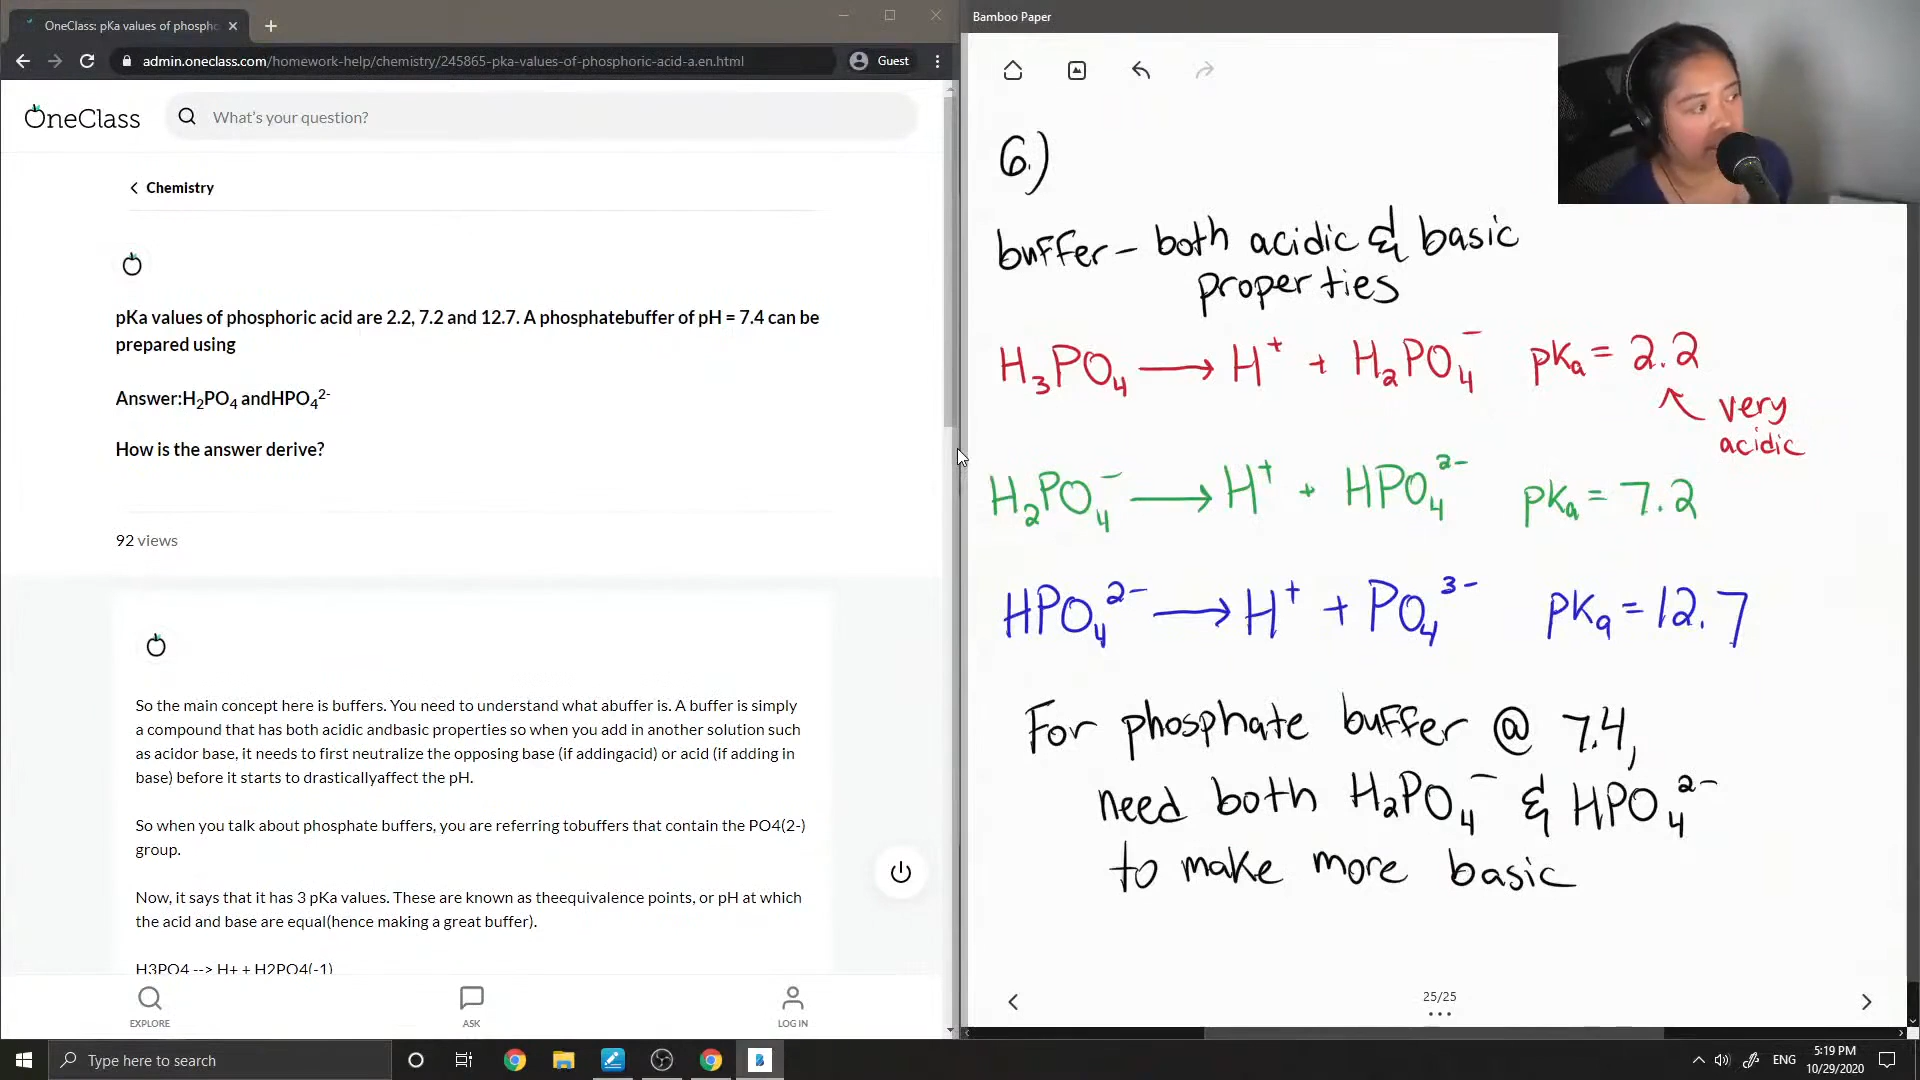 OneClass: pKa values of phospho
Bamboo Paper
admin.oneclass.com/homework-help/chemistry/245865-pka-values-of-phosphoric-acid-a.en.html
Guest
OneClass
What's your question?
Chemistry
pKa values of phosphoric acid are 2.2, 7.2 and 12.7. A phosphatebuffer of pH = 7.4 can be
prepared using
Answer:H₂PO₄ andHPO₄²⁻
How is the answer derive?
92 views
So the main concept here is buffers. You need to understand what abuffer is. A buffer is simply
a compound that has both acidic andbasic properties so when you add in another solution such
as acidor base, it needs to first neutralize the opposing base (if addingacid) or acid (if adding in
base) before it starts to drasticallyaffect the pH.
So when you talk about phosphate buffers, you are referring tobuffers that contain the PO4(2-)
group.
Now, it says that it has 3 pKa values. These are known as theequivalence points, or pH at which
the acid and base are equal(hence making a great buffer).
H3PO4 --> H+ + H2PO4(-1)
EXPLORE
ASK
LOG IN
6.)
buffer - both acidic & basic
properties
H₃PO₄ → H⁺ + H₂PO₄⁻ pKa = 2.2
very
acidic
H₂PO₄⁻ → H⁺ + HPO₄²⁻ pKa = 7.2
HPO₄²⁻ → H⁺ + PO₄³⁻ pKa = 12.7
For phosphate buffer @ 7.4,
need both H₂PO₄⁻ & HPO₄²⁻
to make more basic
25/25
Type here to search
ENG
5:19 PM
10/29/2020